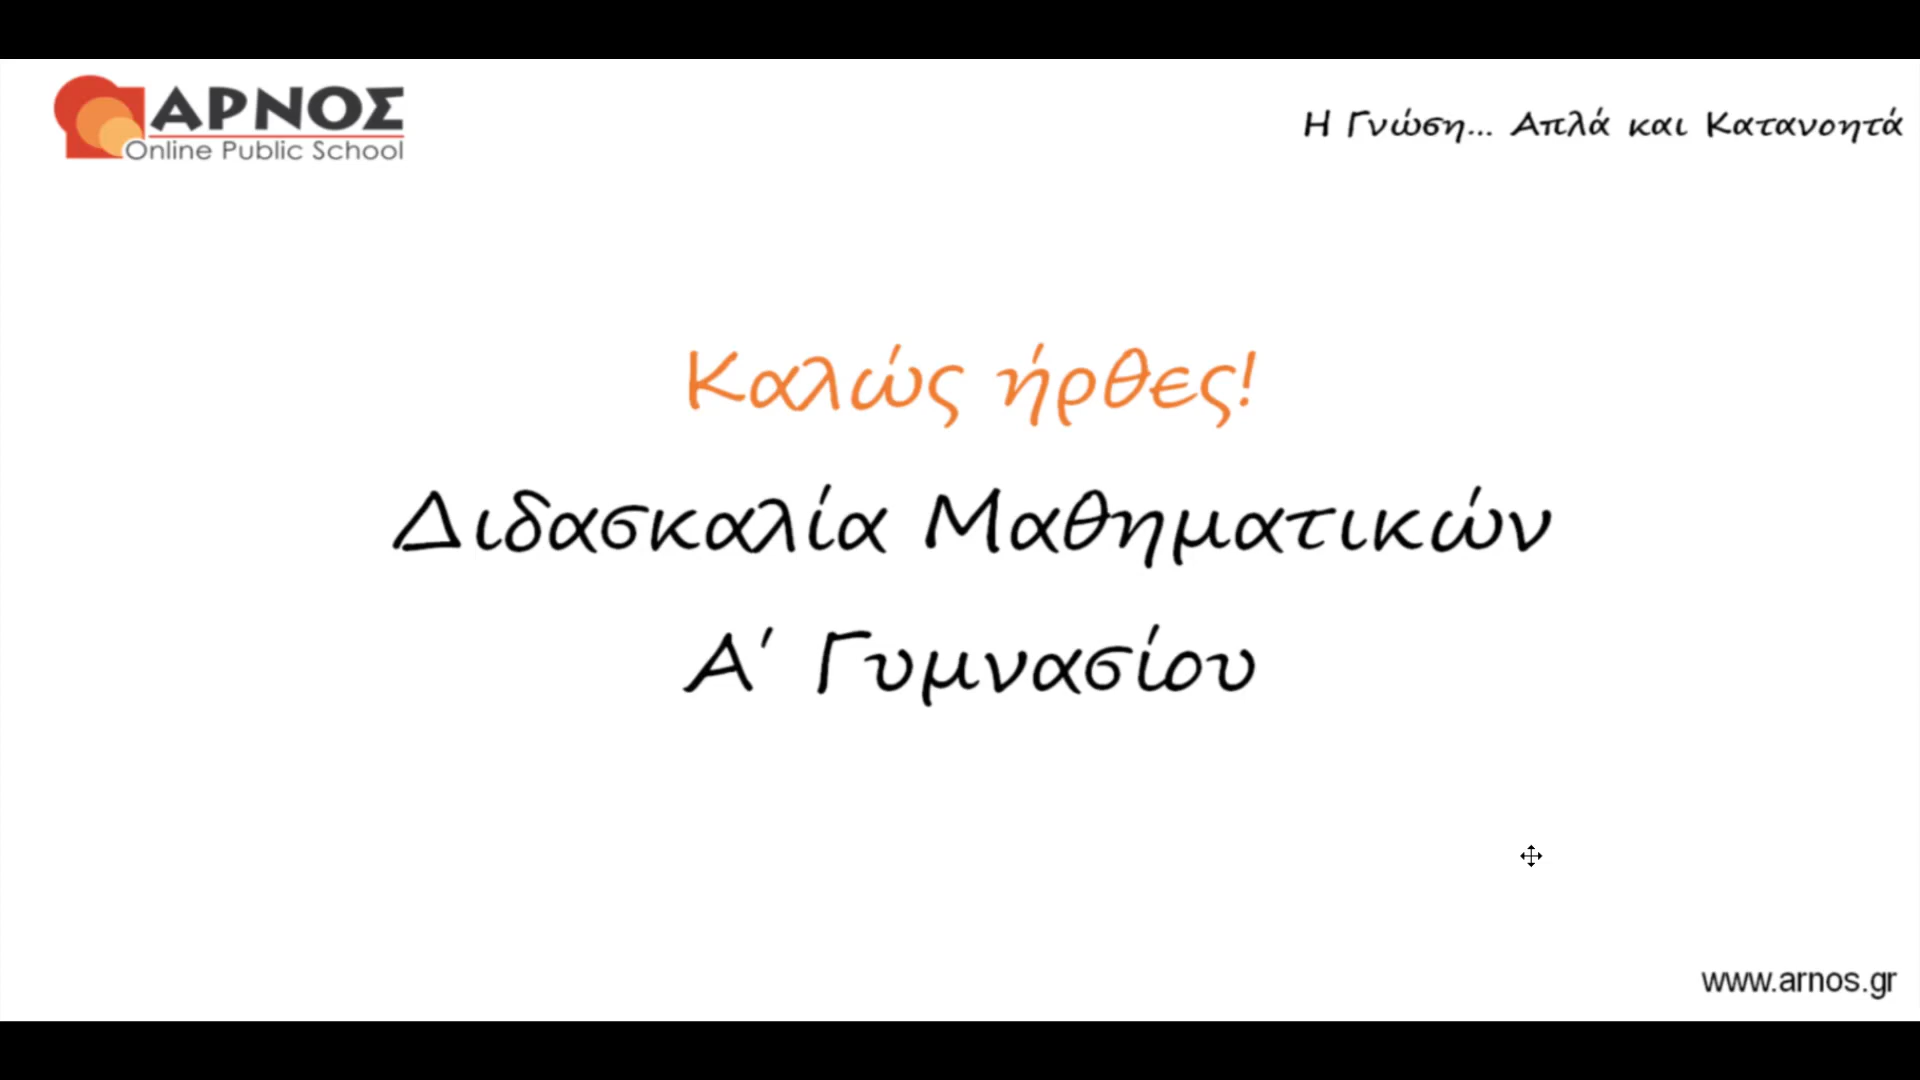 ΑΡΝΟΣ
Online Public School
Η Γνώση... Απλά και Κατανοητά
Καλώς ήρθες!
Διδασκαλία Μαθηματικών
Α' Γυμνασίου
www.arnos.gr